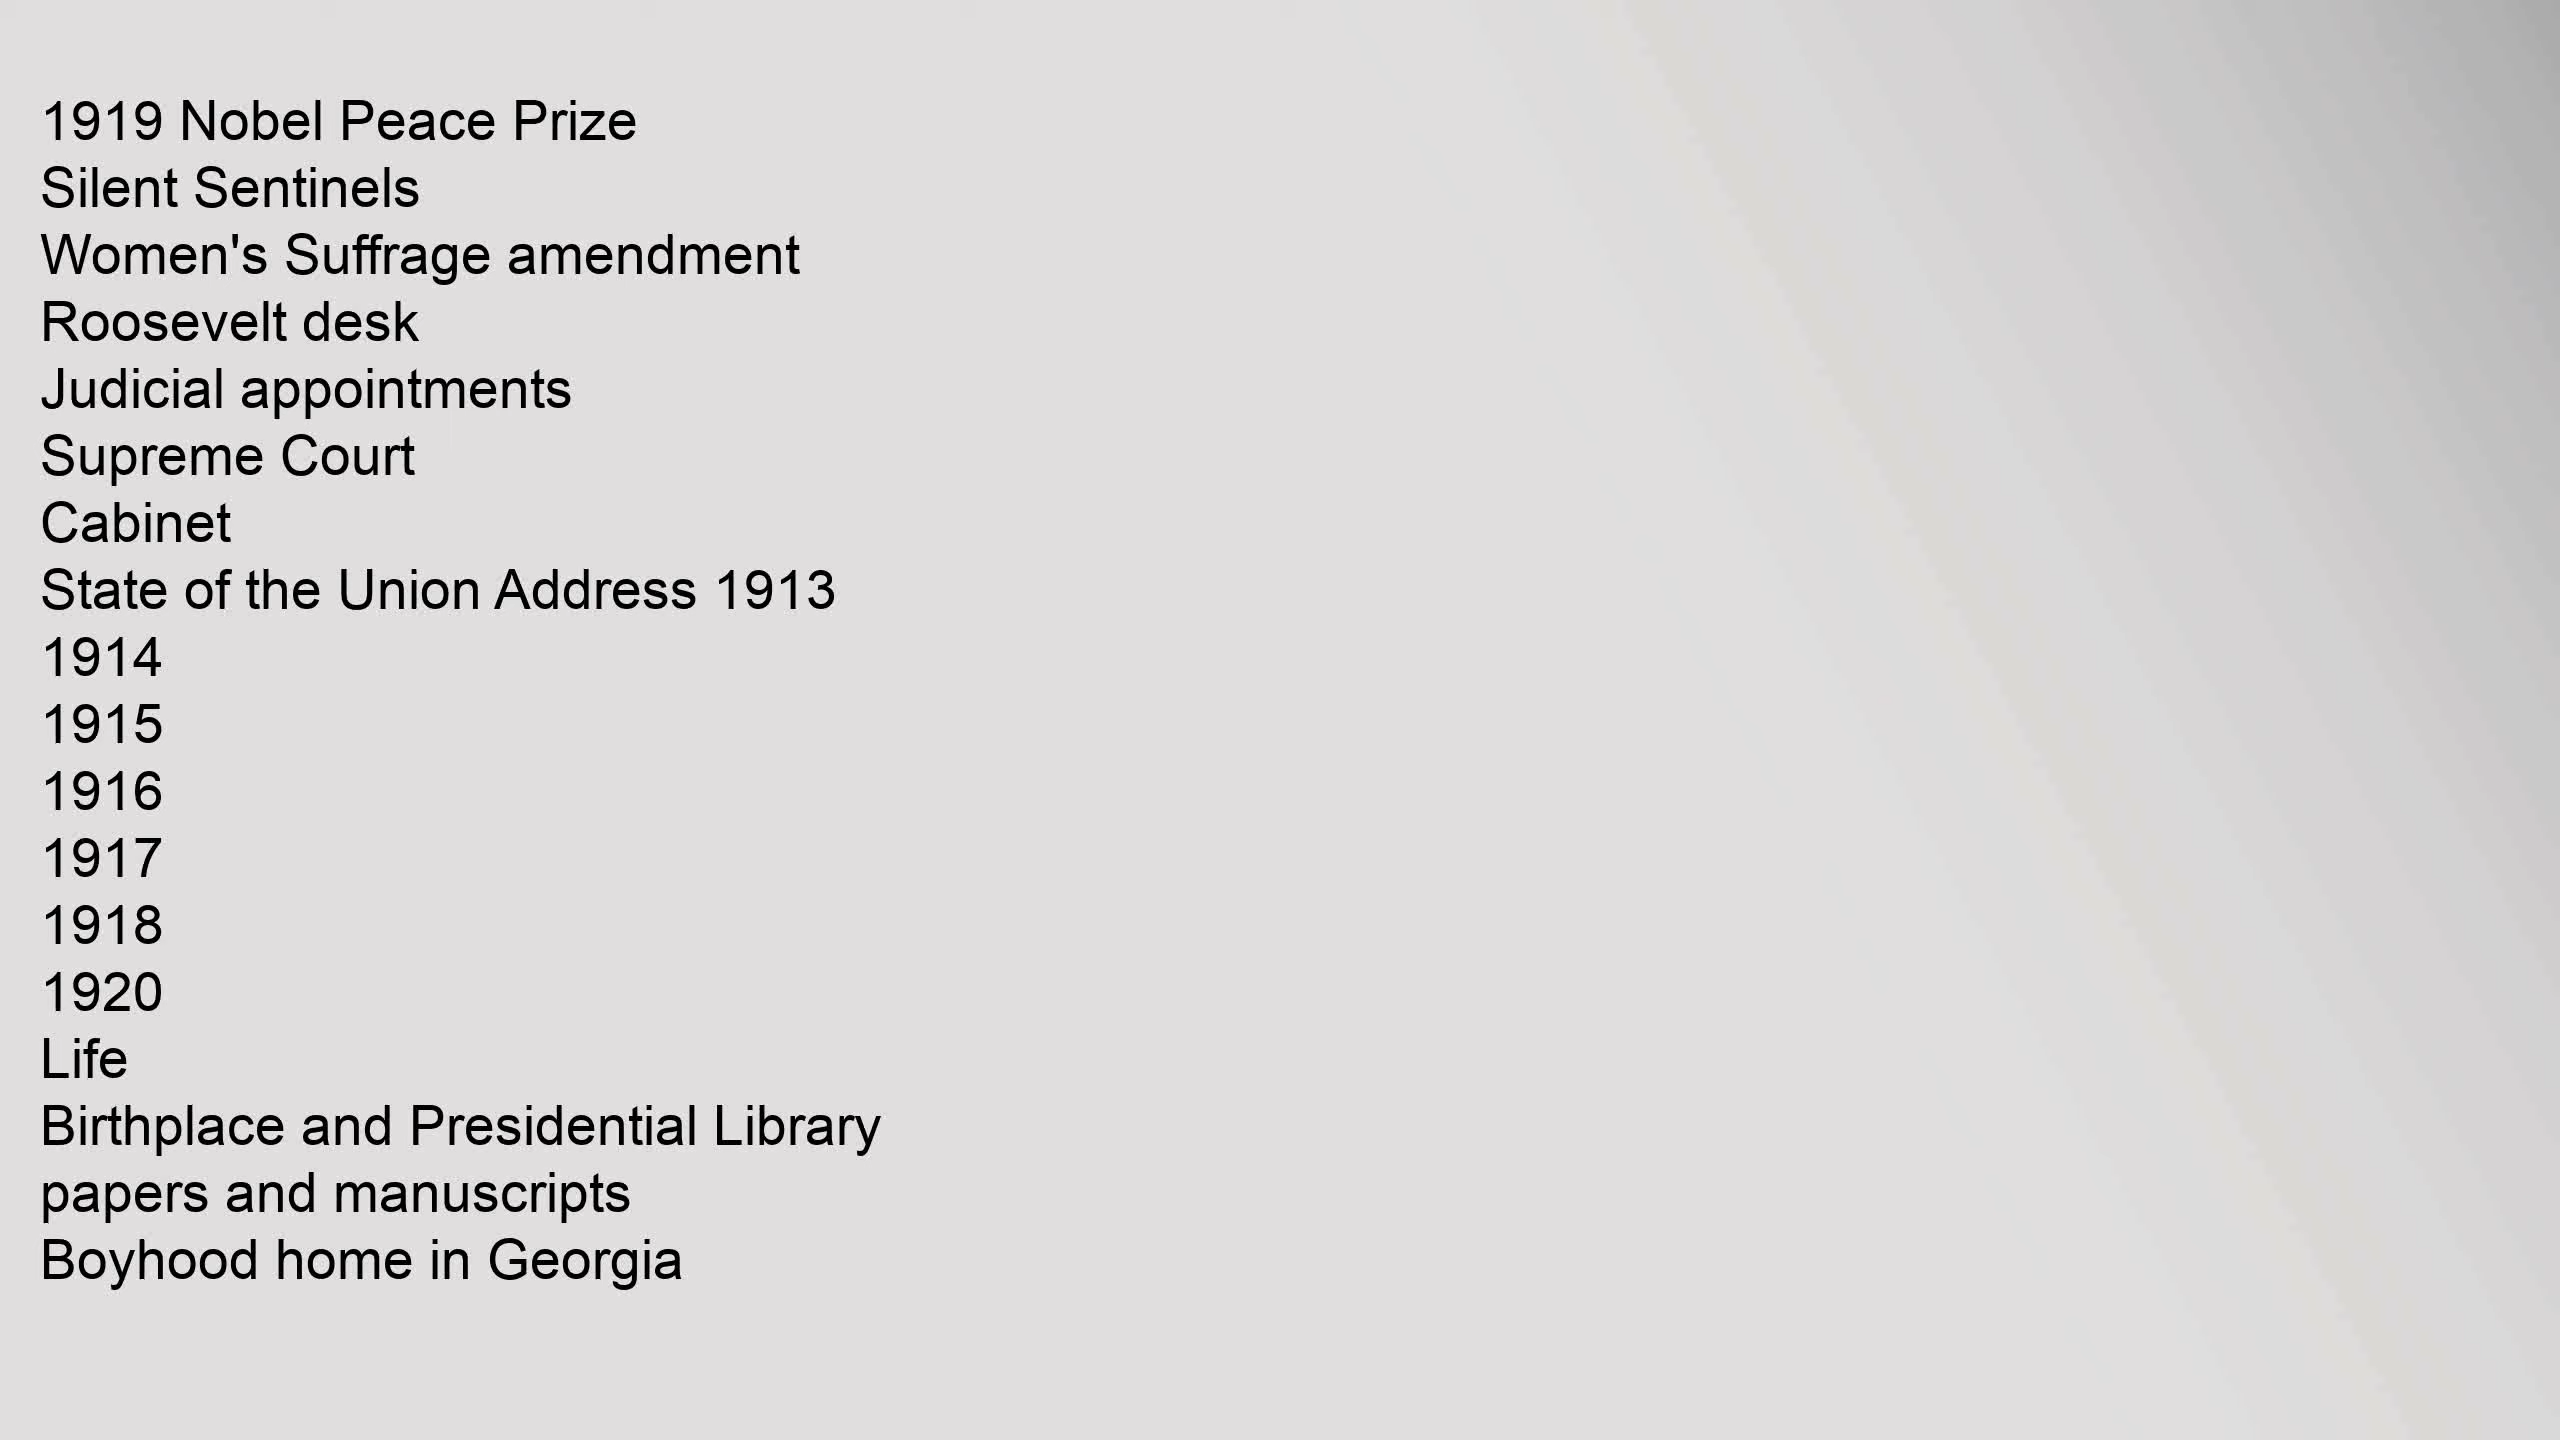 1919 Nobel Peace Prize
Silent Sentinels
Women's Suffrage amendment
Roosevelt desk
Judicial appointments
Supreme Court
Cabinet
State of the Union Address 1913
1914
1915
1916
1917
1918
1920
Life
Birthplace and Presidential Library
papers and manuscripts
Boyhood home in Georgia